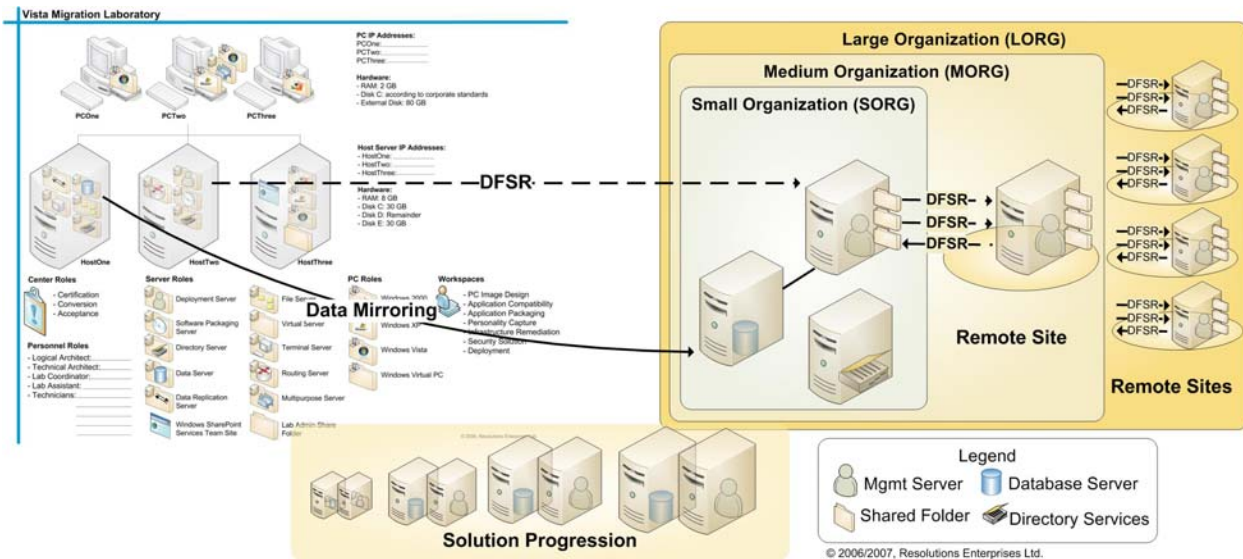 Vista Migration Laboratory
PC IP Addresses:
PCOne:
PCTwo:
PCThree:
Hardware:
- RAM: 2 GB
- Disk C: according to corporate standards
- External Disk: 80 GB
PCOne
PCTwo
PCThree
Host Server IP Addresses:
- HostOne:
- HostTwo:
- HostThree:
Hardware:
- RAM: 8 GB
- Disk C: 30 GB
- Disk D: Remainder
- Disk E: 30 GB
HostOne
HostTwo
HostThree
DFSR
Data Mirroring
Center Roles
- Certification
- Conversion
- Acceptance
Personnel Roles
- Logical Architect:
- Technical Architect:
- Lab Coordinator:
- Lab Assistant:
- Technicians:
Server Roles
Deployment Server
Software Packaging
Server
Directory Server
Data Server
Data Replication
Server
Windows SharePoint
Services Team Site
File
Virtual Server
Terminal Server
Routing Server
Multipurpose Server
Lab Admin Share
Folder
PC Roles
Windows 2000
Windows XP
Windows Vista
Windows Virtual PC
Workspaces
- PC Image Design
- Application Compatibility
- Application Packaging
- Personality Capture
- Infrastructure Remediation
- Security Solution
- Deployment
Large Organization (LORG)
Medium Organization (MORG)
Small Organization (SORG)
DFSR
DFSR
DFSR
Remote Site
DFSR
DFSR
DFSR
DFSR
DFSR
DFSR
DFSR
DFSR
DFSR
DFSR
DFSR
DFSR
Remote Sites
Solution Progression
Legend
Mgmt Server
Database Server
Shared Folder
Directory Services
© 2006/2007, Resolutions Enterprises Ltd.